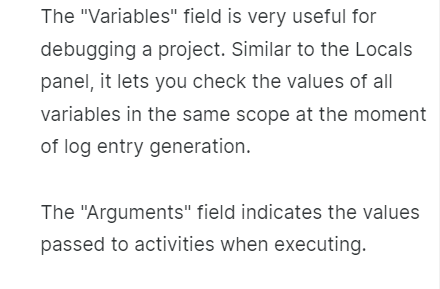 The "Variables" field is very useful for
debugging a project. Similar to the Locals
panel, it lets you check the values of all
variables in the same scope at the moment
of log entry generation.
The "Arguments" field indicates the values
passed to activities when executing.